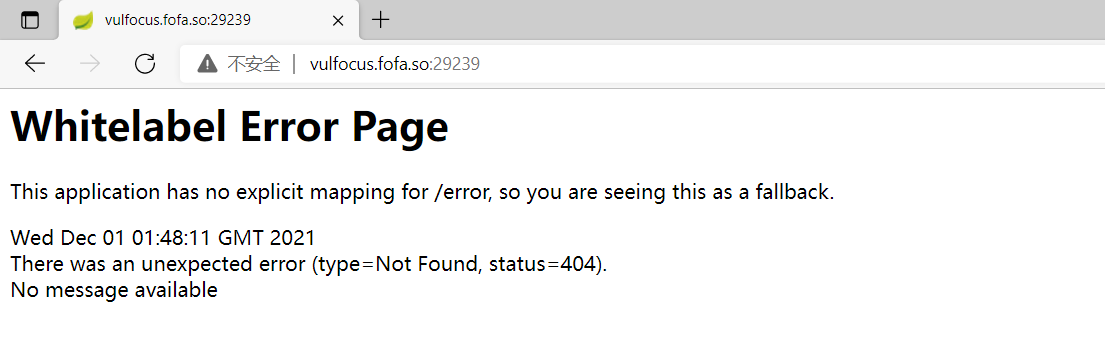 vulfocus.fofa.so:29239
不安全 | vulfocus.fofa.so:29239
Whitelabel Error Page
This application has no explicit mapping for /error, so you are seeing this as a fallback.
Wed Dec 01 01:48:11 GMT 2021
There was an unexpected error (type=Not Found, status=404).
No message available